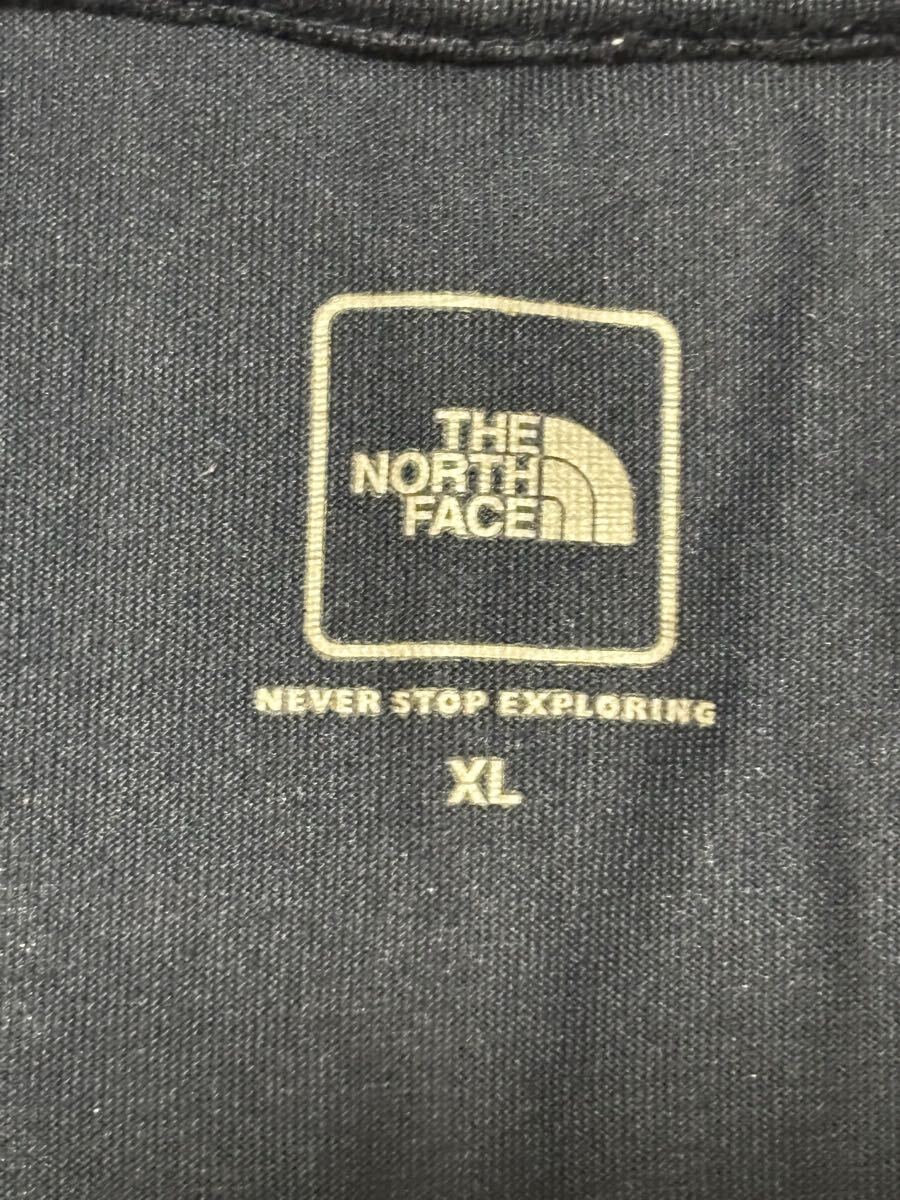 THE
NORTH
FACE
NEVER STOP EXPLORING
XL